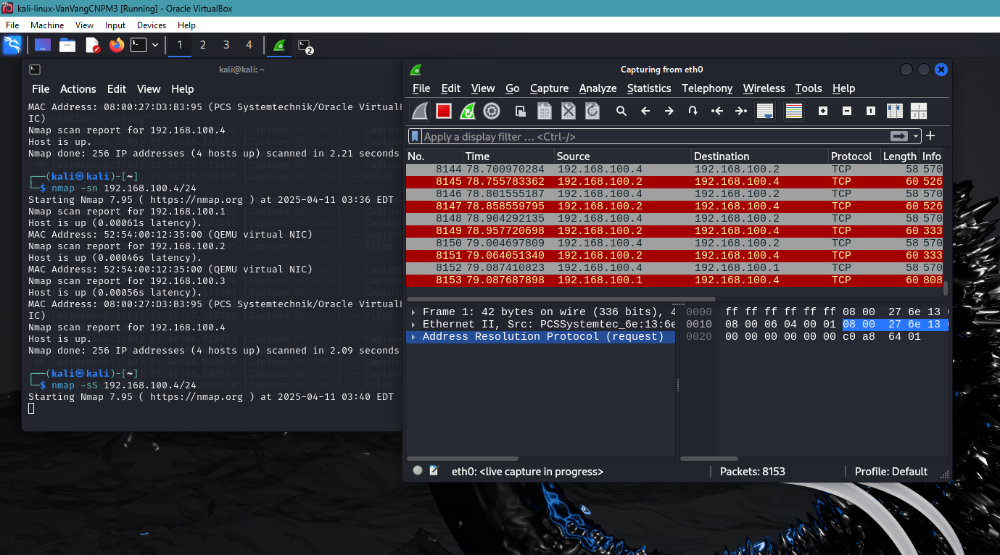 kali-linux-VanVangCNPM3 [Running] - Oracle VirtualBox
File Machine View Input Devices Help
1 2 3 4 2
kali@kali: ~
File Actions Edit View Help
MAC Address: 08:00:27:D3:B3:95 (PCS Systemtechnik/Oracle VirtualB
IC)
Nmap scan report for 192.168.100.4
Host is up.
Nmap done: 256 IP addresses (4 hosts up) scanned in 2.21 seconds
┌──(kali㉿kali)-[~]
└─$ nmap -sn 192.168.100.4/24
Starting Nmap 7.95 ( https://nmap.org ) at 2025-04-11 03:36 EDT
Nmap scan report for 192.168.100.1
Host is up (0.00061s latency).
MAC Address: 52:54:00:12:35:00 (QEMU virtual NIC)
Nmap scan report for 192.168.100.2
Host is up (0.00046s latency).
MAC Address: 52:54:00:12:35:00 (QEMU virtual NIC)
Nmap scan report for 192.168.100.3
Host is up (0.00056s latency).
MAC Address: 08:00:27:D3:B3:95 (PCS Systemtechnik/Oracle VirtualB
IC)
Nmap scan report for 192.168.100.4
Host is up.
Nmap done: 256 IP addresses (4 hosts up) scanned in 2.09 seconds
┌──(kali㉿kali)-[~]
└─$ nmap -sS 192.168.100.4/24
Starting Nmap 7.95 ( https://nmap.org ) at 2025-04-11 03:40 EDT
Capturing from eth0
File Edit View Go Capture Analyze Statistics Telephony Wireless Tools Help
Apply a display filter ... <Ctrl-/>
No. Time Source Destination Protocol Length Info
8144 78.700970284 192.168.100.4 192.168.100.2 TCP 58 570
8145 78.755783362 192.168.100.2 192.168.100.4 TCP 60 526
8146 78.801555187 192.168.100.4 192.168.100.2 TCP 58 570
8147 78.858559795 192.168.100.2 192.168.100.4 TCP 60 526
8148 78.904292135 192.168.100.4 192.168.100.2 TCP 58 570
8149 78.957720698 192.168.100.2 192.168.100.4 TCP 60 333
8150 79.004697809 192.168.100.4 192.168.100.2 TCP 58 570
8151 79.064051340 192.168.100.2 192.168.100.4 TCP 60 333
8152 79.087410823 192.168.100.4 192.168.100.1 TCP 58 570
8153 79.087687898 192.168.100.1 192.168.100.4 TCP 60 808
Frame 1: 42 bytes on wire (336 bits), 4
Ethernet II, Src: PCSSystemtec_6e:13:6e
Address Resolution Protocol (request)
0000 ff ff ff ff ff ff 08 00 27 6e 13
0010 08 00 06 04 00 01 08 00 27 6e 13
0020 00 00 00 00 00 00 c0 a8 64 01
eth0: <live capture in progress> Packets: 8153 Profile: Default